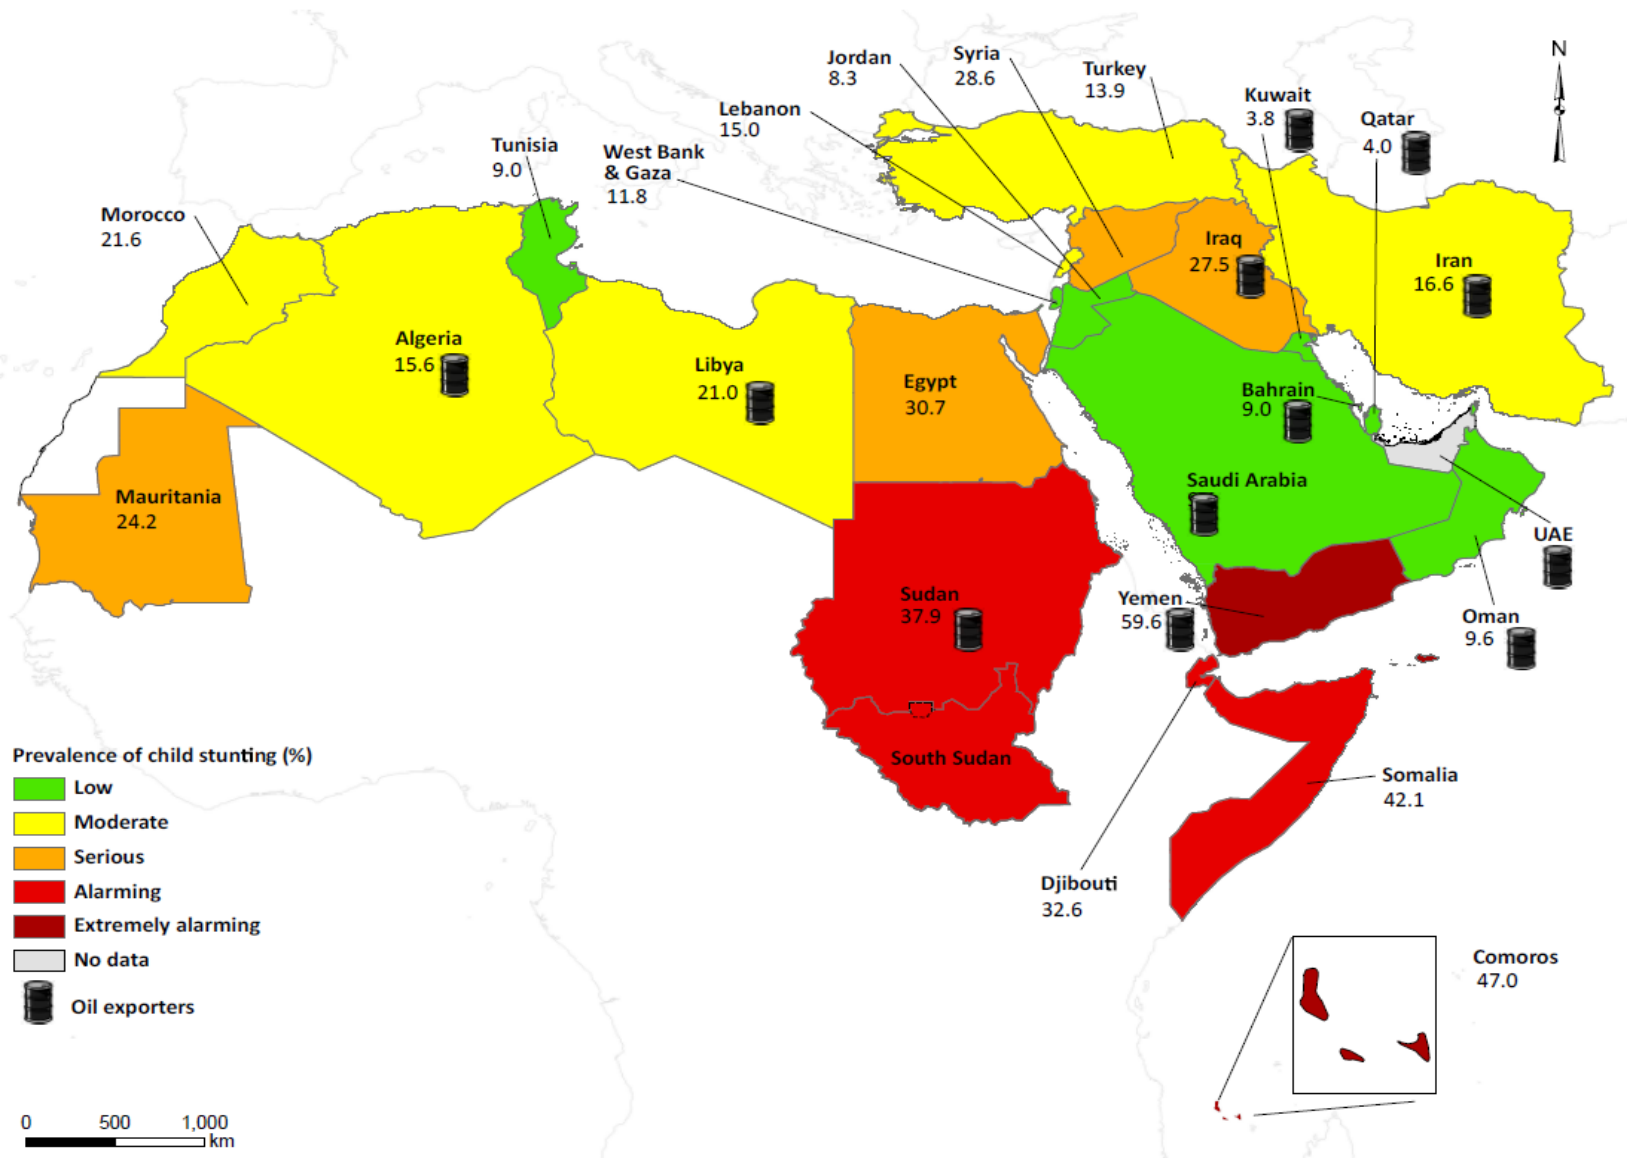 N
Jordan
8.3
Syria
28.6
Turkey
13.9
Lebanon
15.0
Kuwait
3.8
Qatar
4.0
Tunisia
9.0
West Bank
& Gaza
11.8
Morocco
21.6
Iraq
27.5
Iran
16.6
Algeria
15.6
Libya
21.0
Egypt
30.7
Bahrain
9.0
Saudi Arabia
Mauritania
24.2
UAE
Sudan
37.9
Yemen
59.6
Oman
9.6
South Sudan
Somalia
42.1
Djibouti
32.6
Comoros
47.0
Prevalence of child stunting (%)
Low
Moderate
Serious
Alarming
Extremely alarming
No data
Oil exporters
0 500 1,000
km